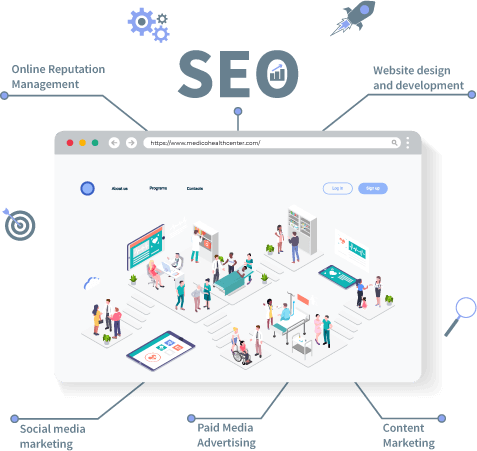 SEO
Online Reputation
Management
Website design
and development
https://www.medicohealthcenter.com/
About us
Programs
Contacts
Log in
Sign up
Social media
marketing
Paid Media
Advertising
Content
Marketing